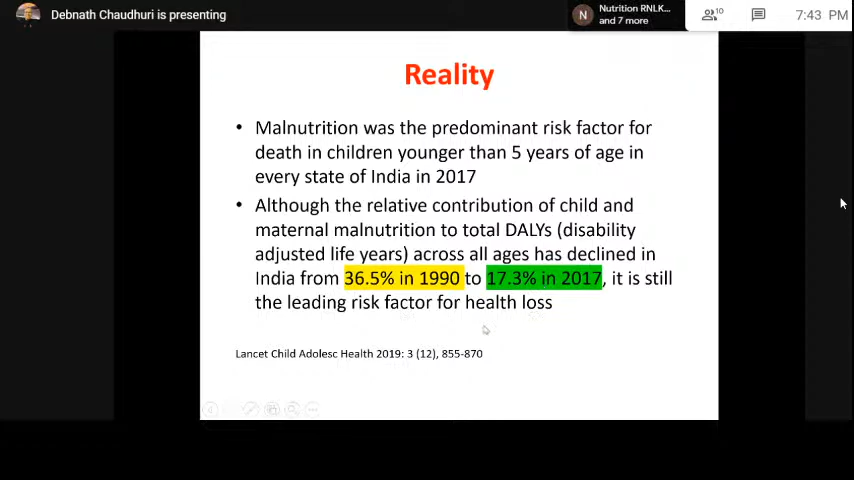 Debnath Chaudhuri is presenting
N
Nutrition RNLK...
and 7 more
10
7:43 PM
Reality
• Malnutrition was the predominant risk factor for
death in children younger than 5 years of age in
every state of India in 2017
• Although the relative contribution of child and
maternal malnutrition to total DALYs (disability
adjusted life years) across all ages has declined in
India from 36.5% in 1990 to 17.3% in 2017, it is still
the leading risk factor for health loss
Lancet Child Adolesc Health 2019: 3 (12), 855-870